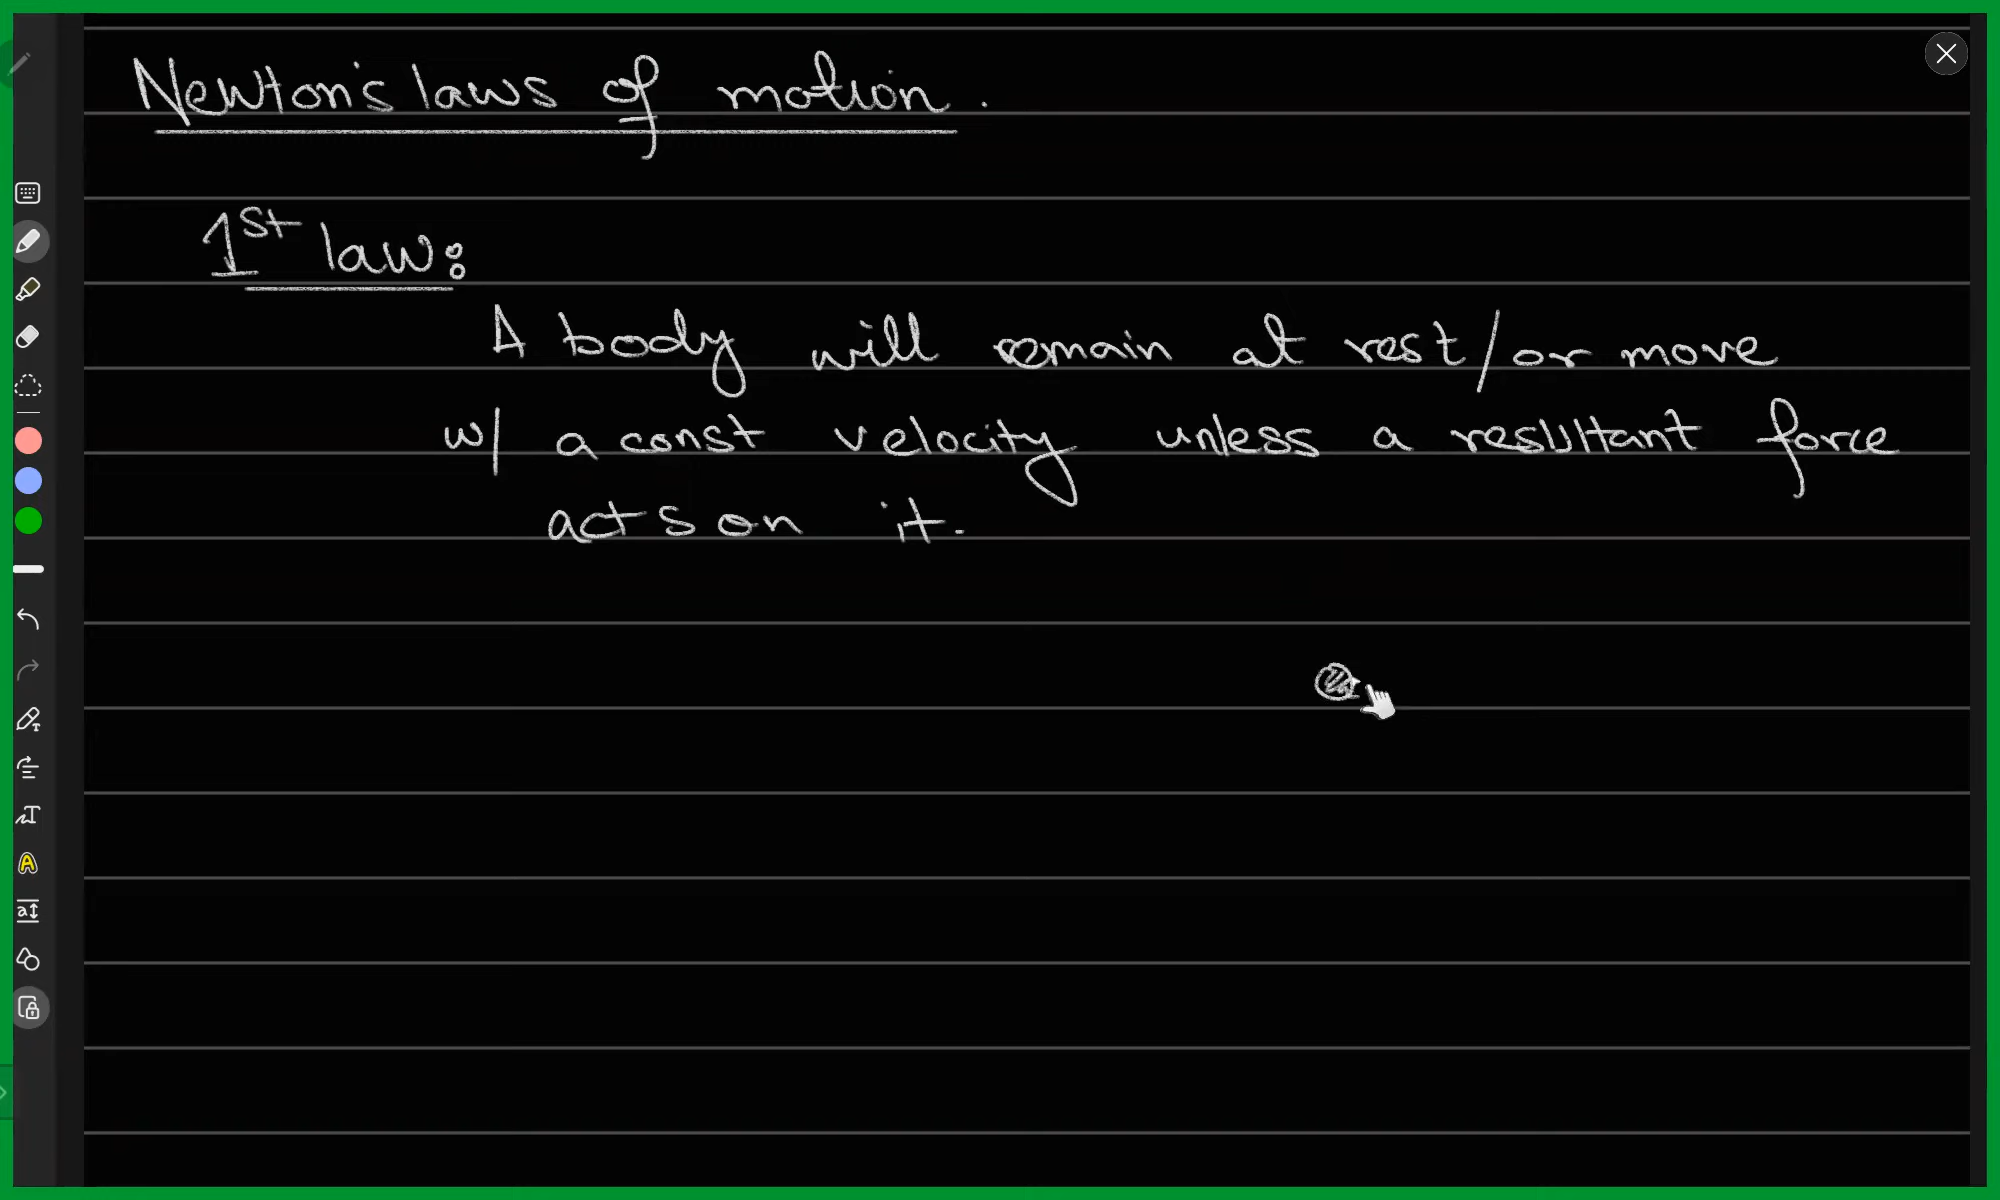 Newton's laws of motion.
1st law:
A body will remain at rest/or move
w/ a const velocity unless a resultant force
acts on it.